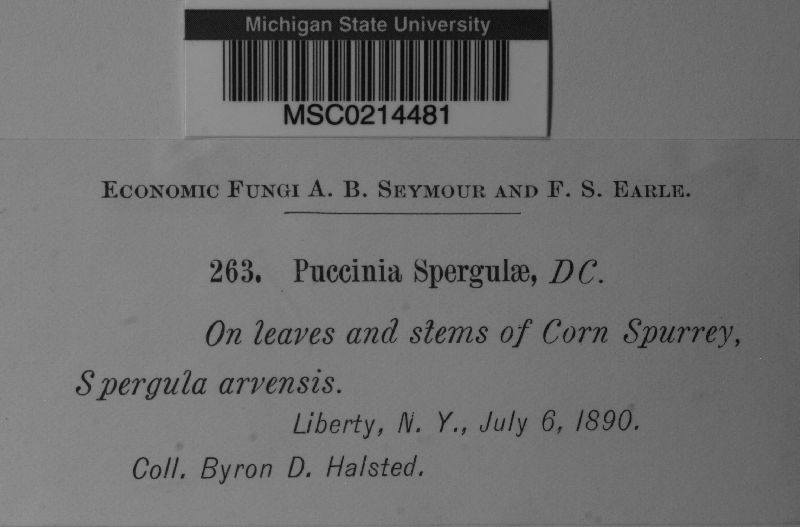 Michigan State University
MSC0214481
Economic Fungi A. B. Seymour and F. S. Earle.
263. Puccinia Spergulæ, DC.
On leaves and stems of Corn Spurrey,
Spergula arvensis.
Liberty, N. Y., July 6, 1890.
Coll. Byron D. Halsted.